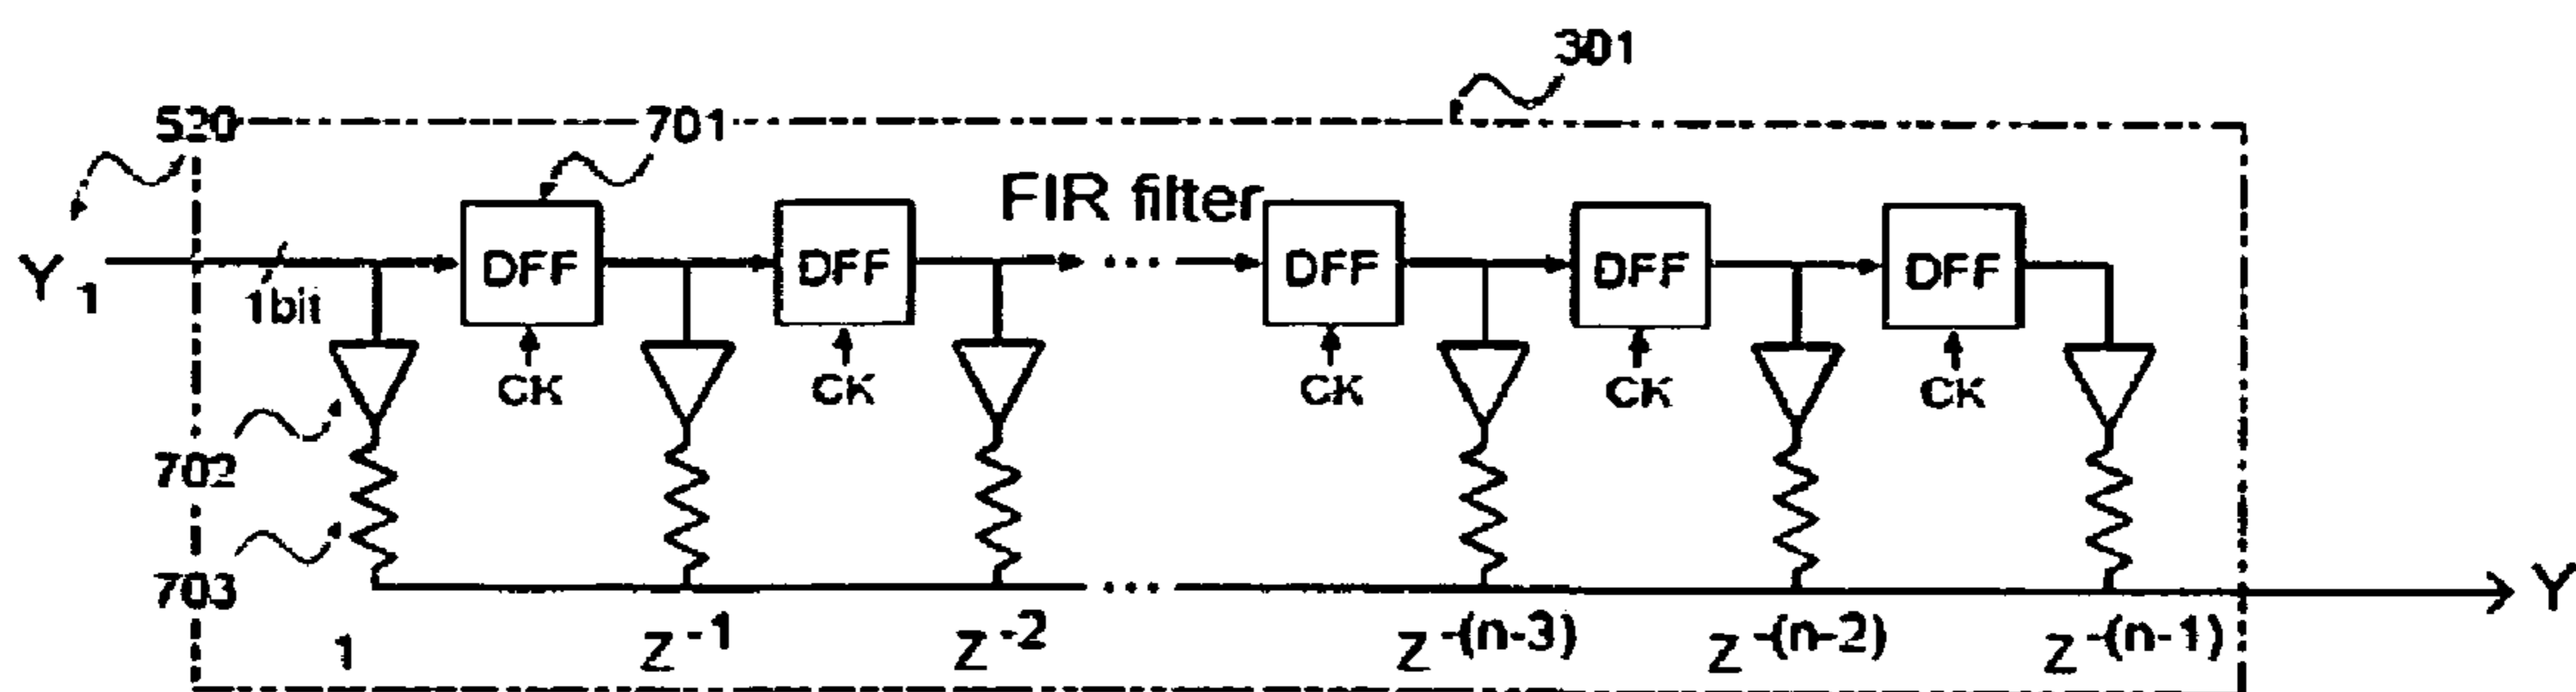 301
520
701
FIR filter
DFF DFF DFF DFF DFF
Y 1
1bit
CK CK CK CK CK
702
703
Y
1 Z -1 Z -2 Z -(n-3) Z -(n-2) Z -(n-1)
...
...